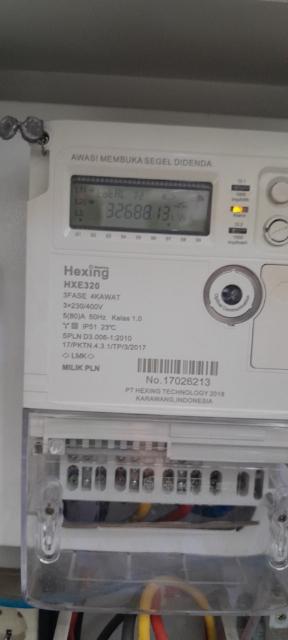 AWAS! MEMBUKA SEGEL DIDENDA
32688.13
Hexing
HXE320
3FASE 4KAWAT
3×230/400V
5(80)A 50Hz Kelas 1.0
IP51 23°C
SPLN D3.006-1:2010
17/PKTN.4.3.1/TP/3/2017
◇ LMK ◇
MILIK PLN
No.17026213
PT HEXING TECHNOLOGY 2018
KARAWANG, INDONESIA